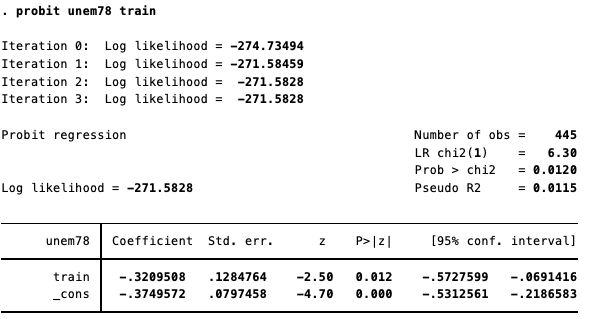 . probit unem78 train
Iteration 0: Log likelihood = -274.73494
Iteration 1: Log likelihood = -271.58459
Iteration 2: Log likelihood = -271.5828
Iteration 3: Log likelihood = -271.5828
Probit regression Number of obs = 445
LR chi2(1) = 6.30
Prob > chi2 = 0.0120
Log likelihood = -271.5828 Pseudo R2 = 0.0115
unem78 Coefficient Std. err. z P>|z| [95% conf. interval]
train -.3209508 .1284764 -2.50 0.012 -.5727599 -.0691416
_cons -.3749572 .0797458 -4.70 0.000 -.5312561 -.2186583